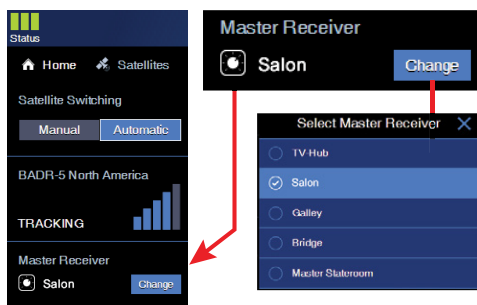 Status
Home Satellites
Satellite Switching
Manual Automatic
BADR-5 North America
TRACKING
Master Receiver
Salon Change
Master Receiver
Salon Change
Select Master Receiver X
TV-Hub
Salon
Galley
Bridge
Master Stateroom